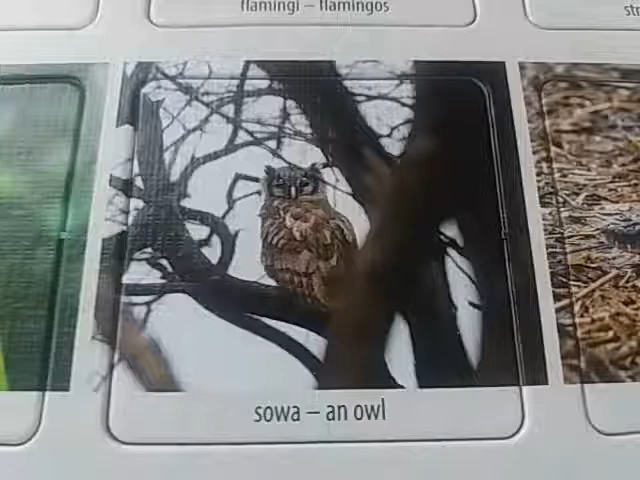 flamingi – flamingos
sowa – an owl